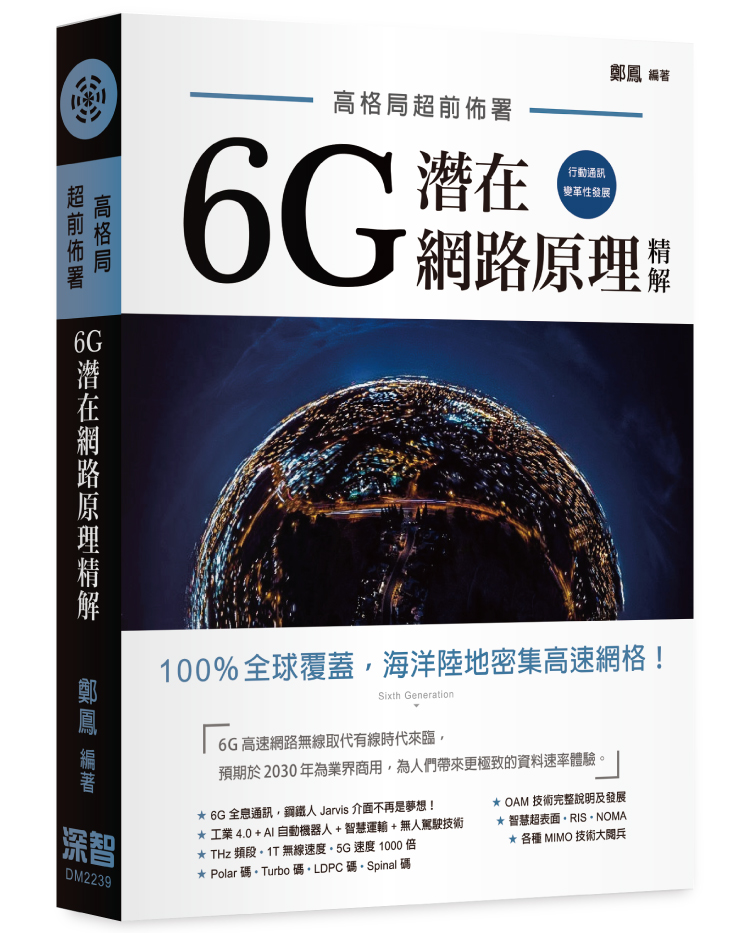 高格局
超前佈署
6G潛在網路原理精解
鄭鳳 編著
深智
DM2239
鄭鳳 編著
高格局超前佈署
6G 潛在
網路原理 精解
行動通訊
變革性發展
100%全球覆蓋，海洋陸地密集高速網格！
Sixth Generation
「6G 高速網路無線取代有線時代來臨，
預期於 2030 年為業界商用，為人們帶來更極致的資料速率體驗。」
★ 6G 全息通訊，鋼鐵人 Jarvis 介面不再是夢想！
★ 工業 4.0 + AI 自動機器人 + 智慧運輸 + 無人駕駛技術
★ THz 頻段・1T 無線速度・5G 速度 1000 倍
★ Polar 碼・Turbo 碼・LDPC 碼・Spinal 碼
★ OAM 技術完整說明及發展
★ 智慧超表面・RIS・NOMA
★ 各種 MIMO 技術大閱兵